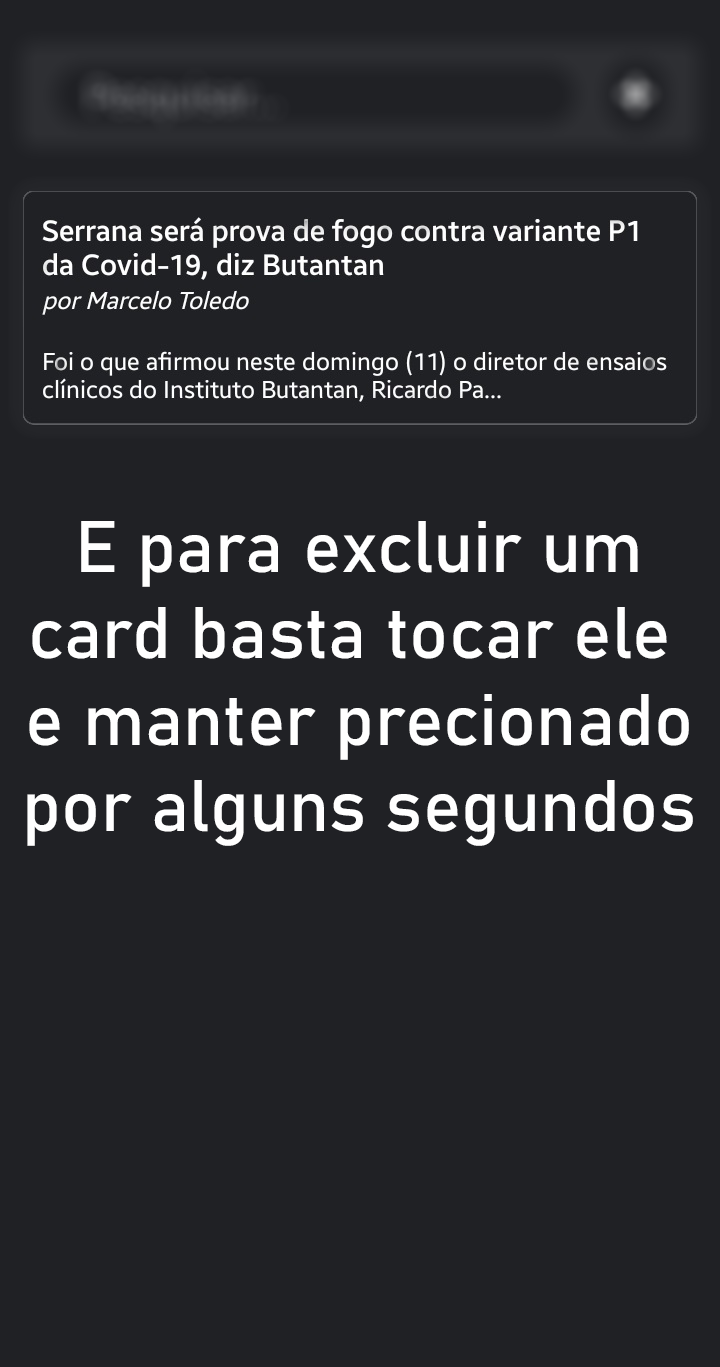 Serrana será prova de fogo contra variante P1
da Covid-19, diz Butantan
por Marcelo Toledo
Foi o que afirmou neste domingo (11) o diretor de ensaios
clínicos do Instituto Butantan, Ricardo Pa...
E para excluir um
card basta tocar ele
e manter precionado
por alguns segundos